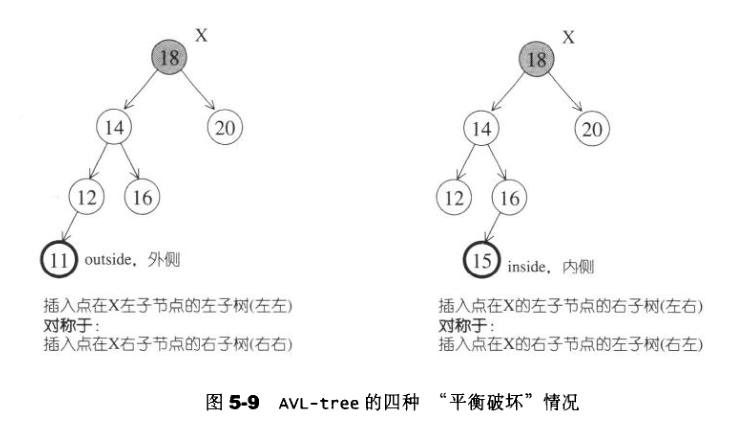 X
18
14
20
12
16
11
outside，外侧
插入点在X左子节点的左子树(左左)
对称于：
插入点在X右子节点的右子树(右右)
X
18
14
20
12
16
15
inside，内侧
插入点在X的左子节点的右子树(左右)
对称于：
插入点在X的右子节点的左子树(右左)
图 5-9 AVL-tree 的四种 “平衡破坏” 情况